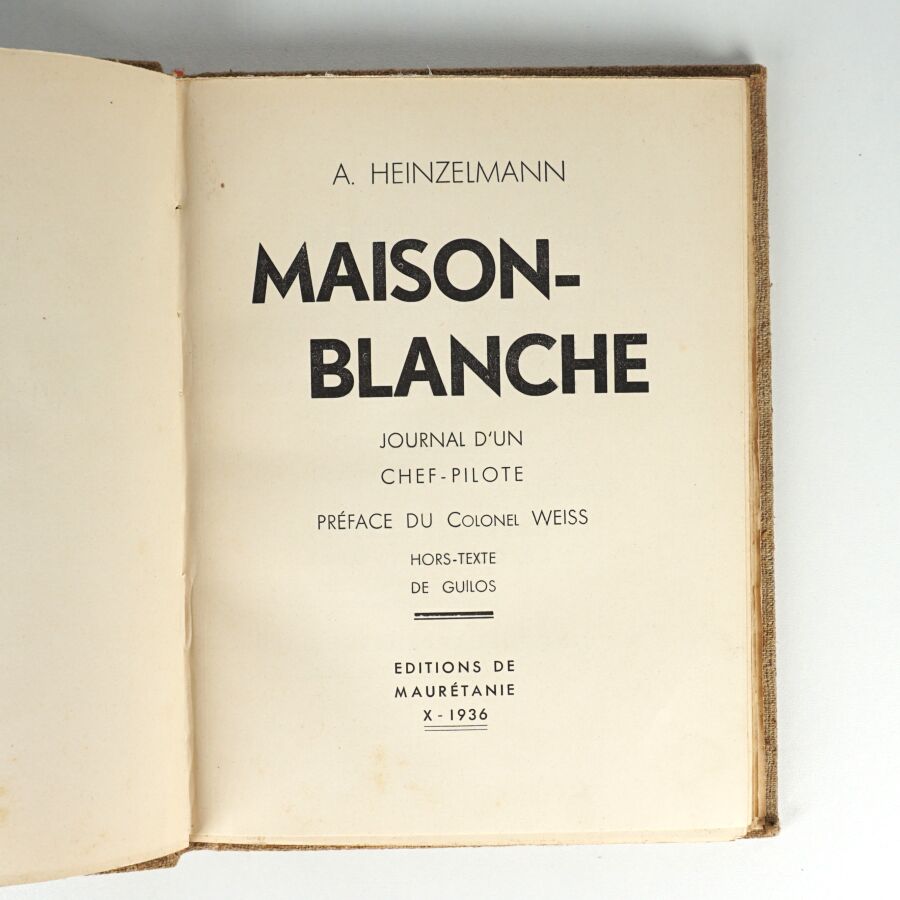 A. HEINZELMANN
MAISON-
BLANCHE
JOURNAL D'UN
CHEF-PILOTE
PRÉFACE DU COLONEL WEISS
HORS-TEXTE
DE GUILOS
EDITIONS DE
MAURÉTANIE
X - 1936